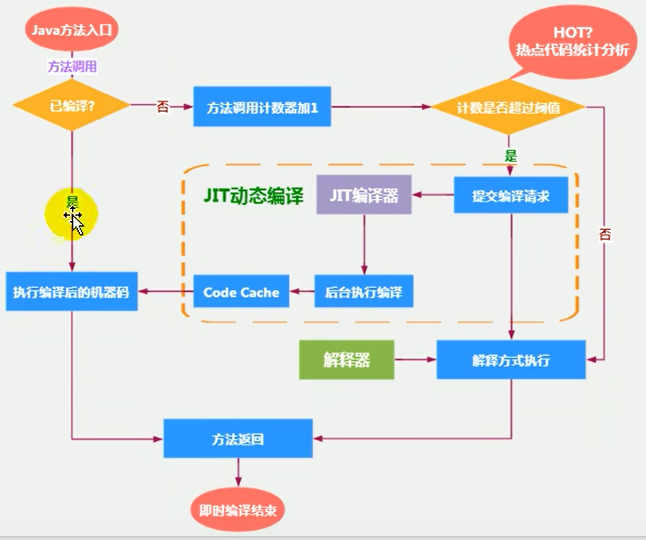 Java方法入口
HOT?
热点代码统计分析
方法调用
已编译?
否
方法调用计数器加1
计数是否超过阈值
是
是
JIT动态编译
JIT编译器
提交编译请求
否
执行编译后的机器码
Code Cache
后台执行编译
解释器
解释方式执行
方法返回
即时编译结束